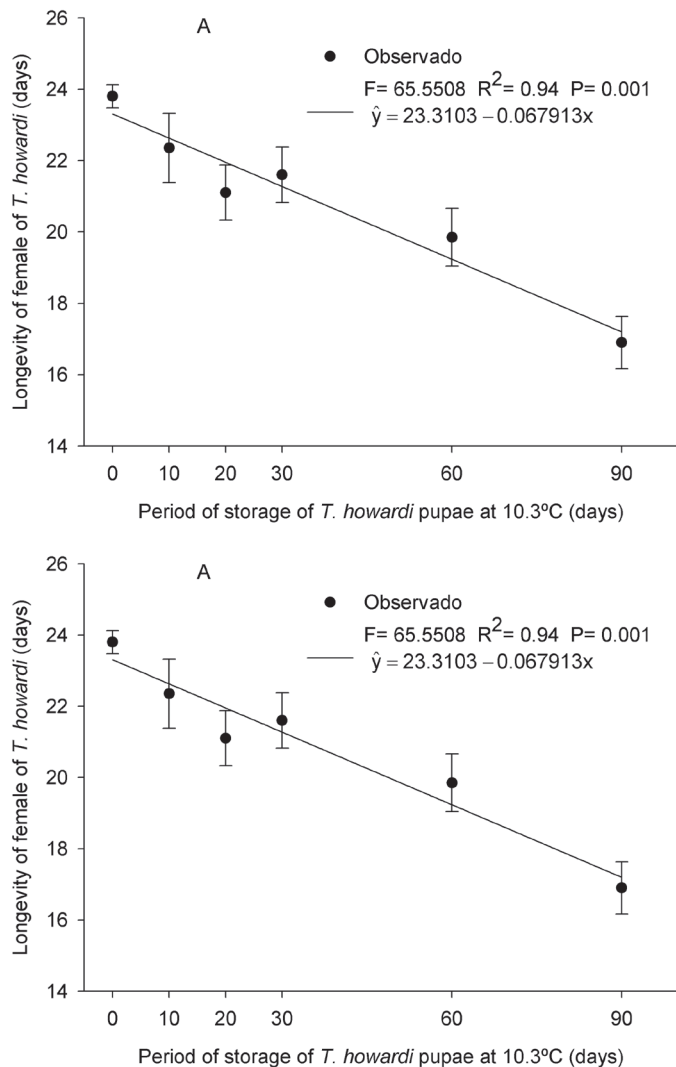 A
Observado
F= 65.5508 R²= 0.94 P= 0.001
ŷ = 23.3103 – 0.067913x
Longevity of female of T. howardi (days)
26
24
22
20
18
16
14
0 10 20 30 60 90
Period of storage of T. howardi pupae at 10.3ºC (days)
A
Observado
F= 65.5508 R²= 0.94 P= 0.001
ŷ = 23.3103 – 0.067913x
Longevity of female of T. howardi (days)
26
24
22
20
18
16
14
0 10 20 30 60 90
Period of storage of T. howardi pupae at 10.3ºC (days)